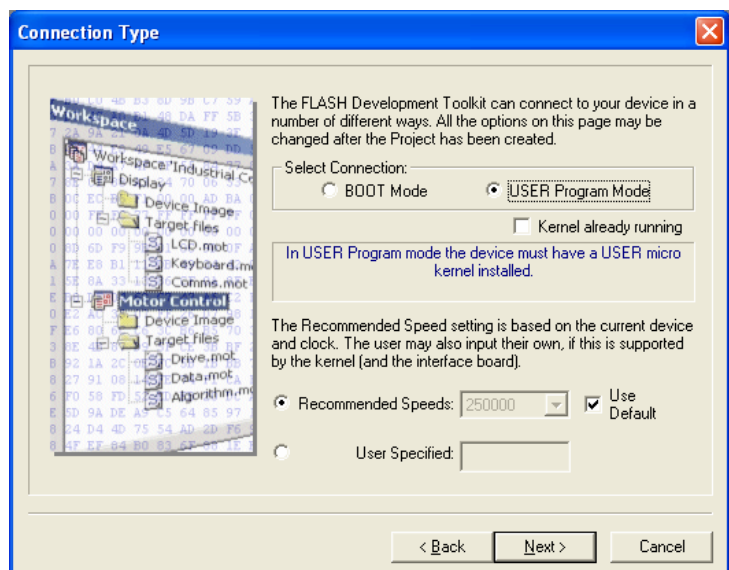 Connection Type
Workspace
Workspace 'Industrial Co
Display
Device Image
Target files
LCD.mot
Keyboard.m
Comms.mot
Motor Control
Device Image
Target files
Drive.mot
Data.mot
Algorithm.m
The FLASH Development Toolkit can connect to your device in a
number of different ways. All the options on this page may be
changed after the Project has been created.
Select Connection:
BOOT Mode
USER Program Mode
Kernel already running
In USER Program mode the device must have a USER micro
kernel installed.
The Recommended Speed setting is based on the current device
and clock. The user may also input their own, if this is supported
by the kernel (and the interface board).
Recommended Speeds: 250000
Use
Default
User Specified:
< Back
Next >
Cancel